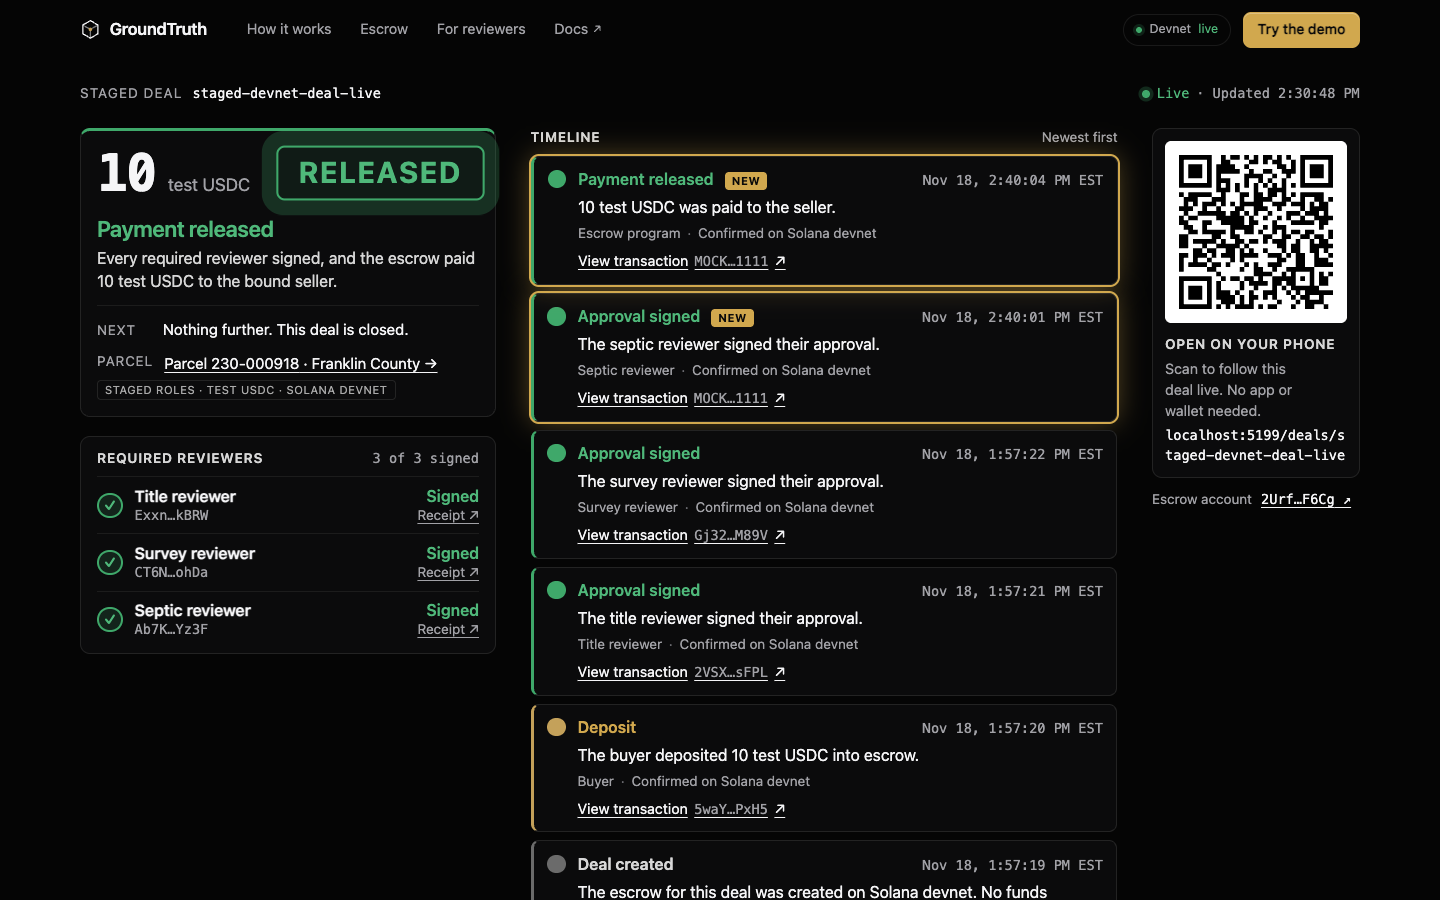 GroundTruth
How it works
Escrow
For reviewers
Docs ↗
Devnet live
Try the demo
STAGED DEAL staged-devnet-deal-live
Live · Updated 2:30:48 PM
10 test USDC
RELEASED
Payment released
Every required reviewer signed, and the escrow paid
10 test USDC to the bound seller.
NEXT Nothing further. This deal is closed.
PARCEL Parcel 230-000918 · Franklin County →
STAGED ROLES · TEST USDC · SOLANA DEVNET
REQUIRED REVIEWERS 3 of 3 signed
Title reviewer Signed
Exxn…kBRW Receipt ↗
Survey reviewer Signed
CT6N…ohDa Receipt ↗
Septic reviewer Signed
Ab7K…Yz3F Receipt ↗
TIMELINE Newest first
Payment released NEW Nov 18, 2:40:04 PM EST
10 test USDC was paid to the seller.
Escrow program · Confirmed on Solana devnet
View transaction MOCK…1111 ↗
Approval signed NEW Nov 18, 2:40:01 PM EST
The septic reviewer signed their approval.
Septic reviewer · Confirmed on Solana devnet
View transaction MOCK…1111 ↗
Approval signed Nov 18, 1:57:22 PM EST
The survey reviewer signed their approval.
Survey reviewer · Confirmed on Solana devnet
View transaction Gj32…M89V ↗
Approval signed Nov 18, 1:57:21 PM EST
The title reviewer signed their approval.
Title reviewer · Confirmed on Solana devnet
View transaction 2VSX…sFPL ↗
Deposit Nov 18, 1:57:20 PM EST
The buyer deposited 10 test USDC into escrow.
Buyer · Confirmed on Solana devnet
View transaction 5waY…PxH5 ↗
Deal created Nov 18, 1:57:19 PM EST
The escrow for this deal was created on Solana devnet. No funds
OPEN ON YOUR PHONE
Scan to follow this
deal live. No app or
wallet needed.
localhost:5199/deals/s
taged-devnet-deal-live
Escrow account 2Urf…F6Cg ↗